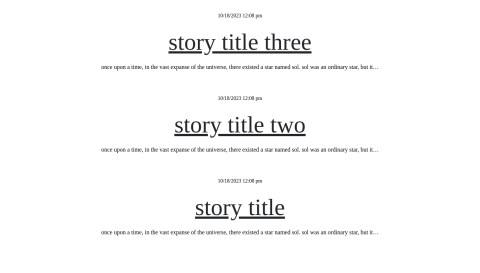 10/18/2023 12:08 pm
story title three
once upon a time, in the vast expanse of the universe, there existed a star named sol. sol was an ordinary star, but it…
10/18/2023 12:08 pm
story title two
once upon a time, in the vast expanse of the universe, there existed a star named sol. sol was an ordinary star, but it…
10/18/2023 12:08 pm
story title
once upon a time, in the vast expanse of the universe, there existed a star named sol. sol was an ordinary star, but it…